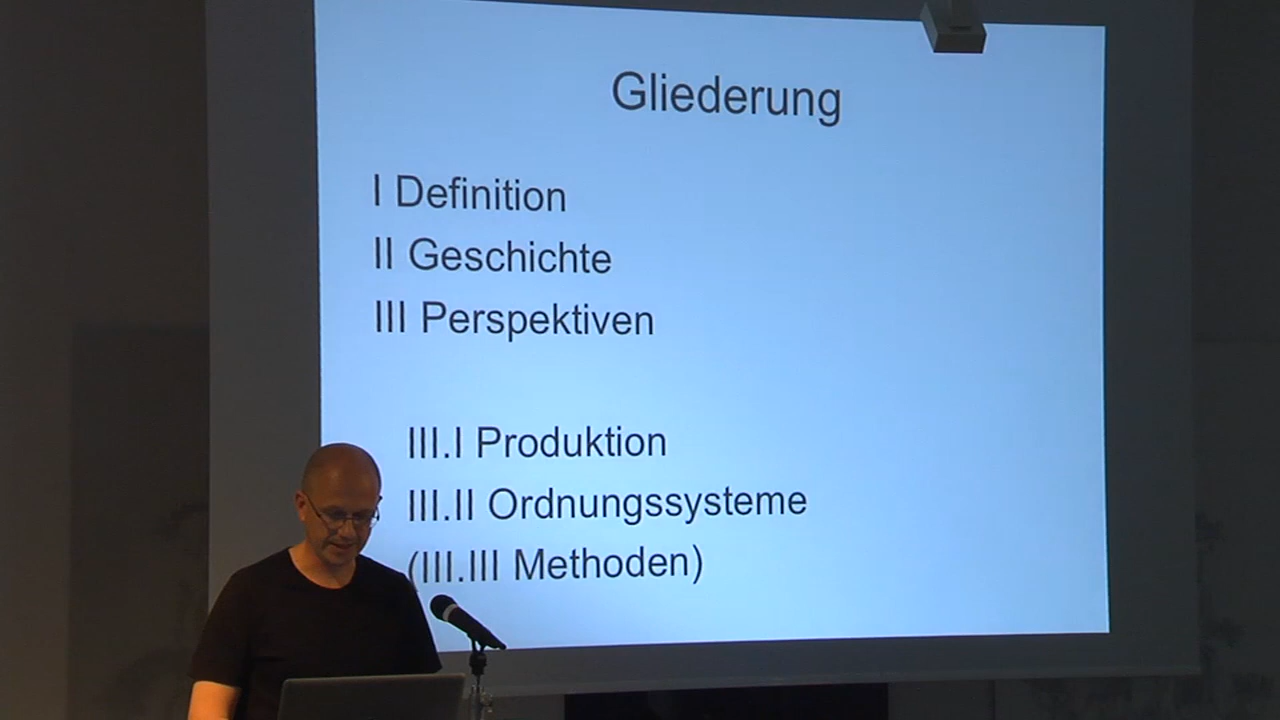 Gliederung
I Definition
II Geschichte
III Perspektiven
III.I Produktion
III.II Ordnungssysteme
(III.III Methoden)